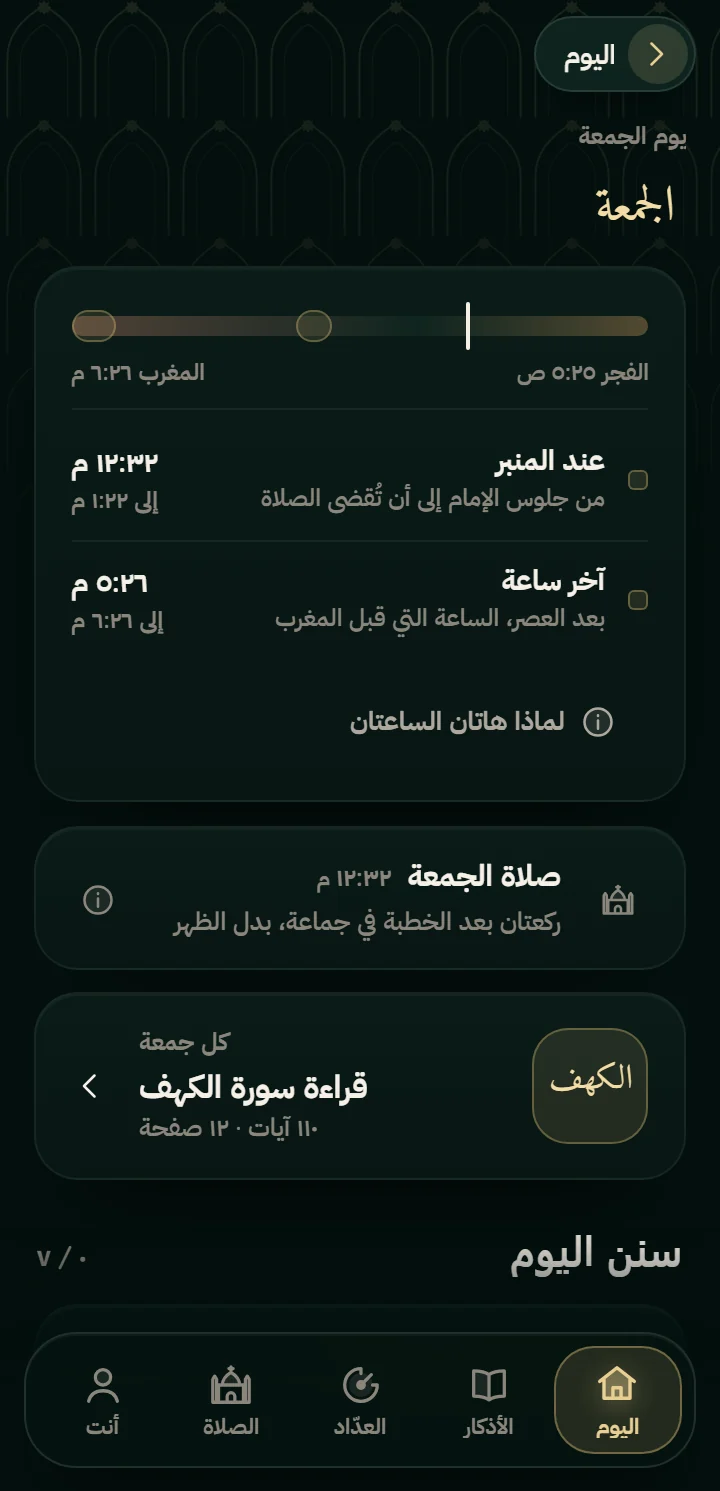 اليوم
يوم الجمعة
الجمعة
الفجر ٥:٢٥ ص
المغرب ٦:٢٦ م
عند المنبر
١٢:٣٢ م
من جلوس الإمام إلى أن تُقضى الصلاة
إلى ١:٢٢ م
آخر ساعة
٥:٢٦ م
بعد العصر، الساعة التي قبل المغرب
إلى ٦:٢٦ م
لماذا هاتان الساعتان
صلاة الجمعة ١٢:٣٢ م
ركعتان بعد الخطبة في جماعة، بدل الظهر
الكهف
كل جمعة
قراءة سورة الكهف
١١٠ آيات · ١٢ صفحة
سنن اليوم
٠ / ٧
اليوم
الأذكار
العدّاد
الصلاة
أنت